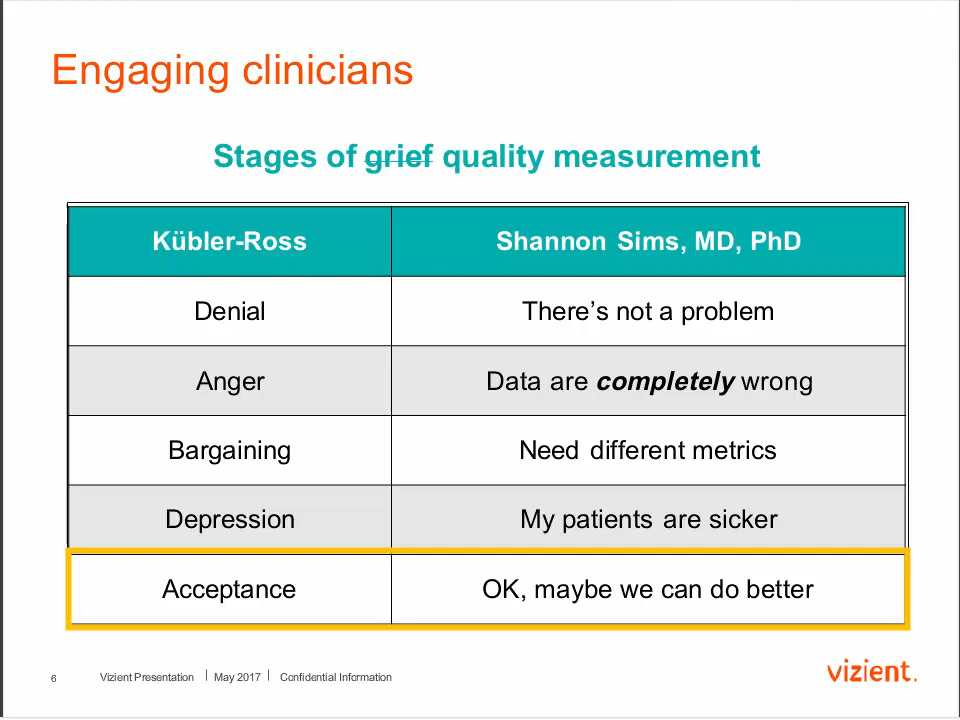 Engaging clinicians
Stages of grief quality measurement
Kübler-Ross Shannon Sims, MD, PhD
Denial There’s not a problem
Anger Data are completely wrong
Bargaining Need different metrics
Depression My patients are sicker
Acceptance OK, maybe we can do better
6 Vizient Presentation | May 2017 | Confidential Information
vizient.